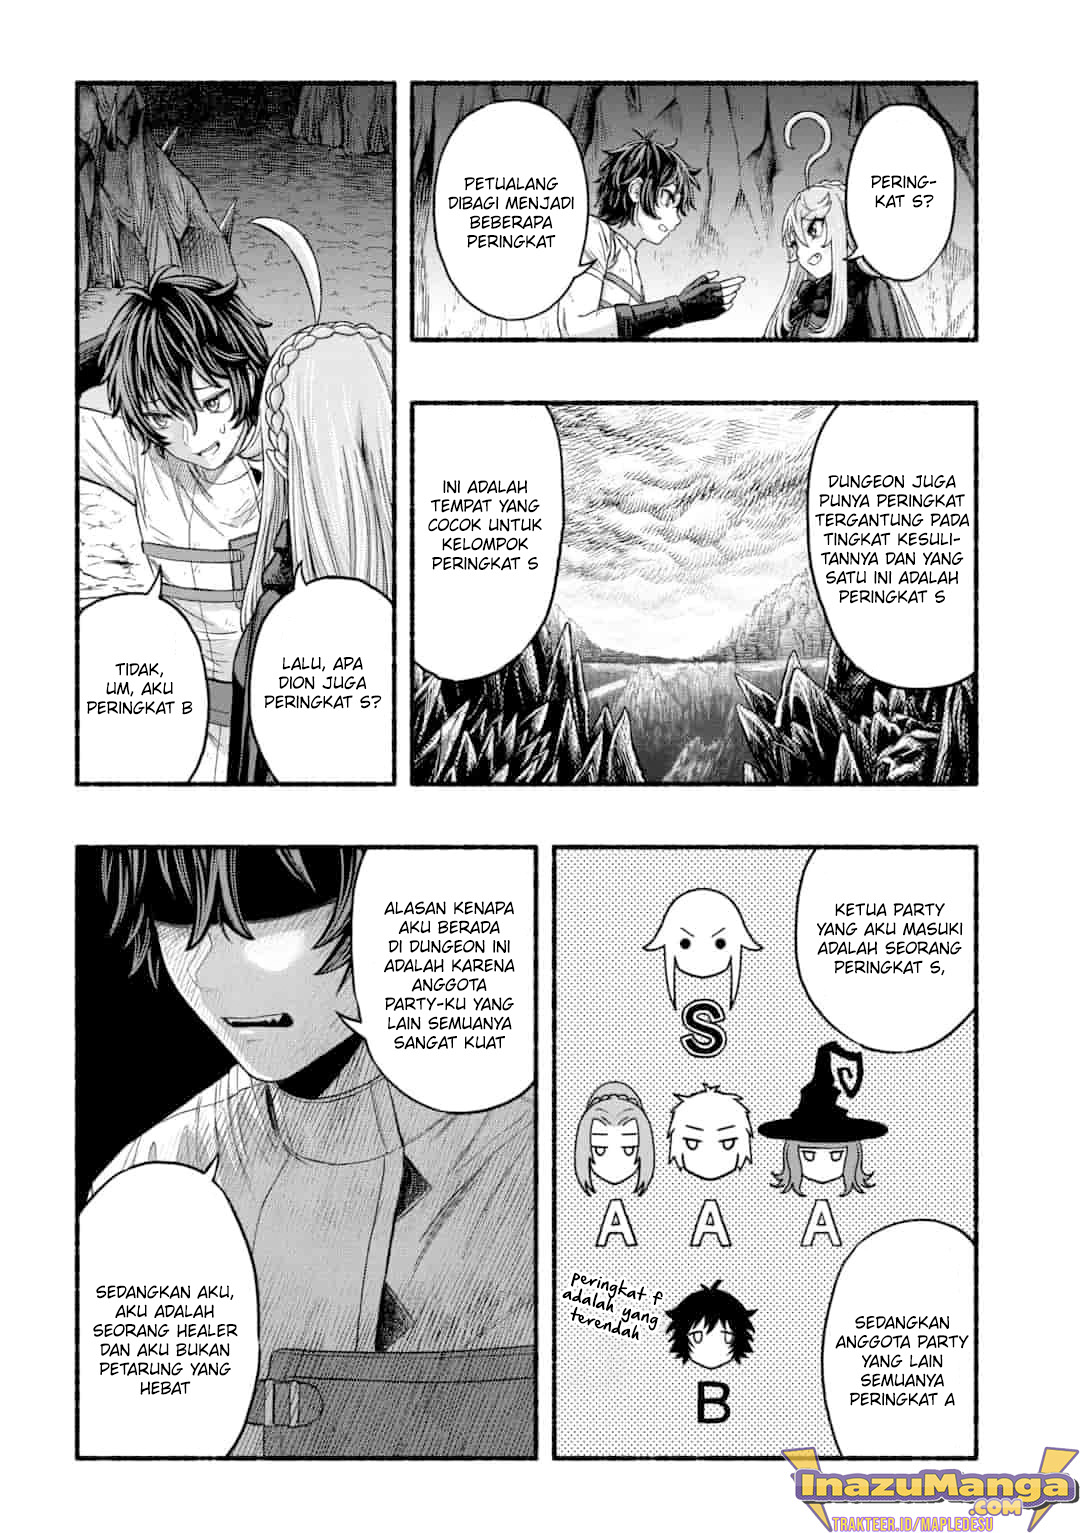 PERING-
KAT S?
PETUALANG
DIBAGI MENJADI
BEBERAPA
PERINGKAT
DUNGEON JUGA
PUNYA PERINGKAT
TERGANTUNG PADA
TINGKAT KESULI-
TANNYA DAN YANG
SATU INI ADALAH
PERINGKAT S
INI ADALAH
TEMPAT YANG
COCOK UNTUK
KELOMPOK
PERINGKAT S
LALU, APA
DION JUGA
PERINGKAT S?
TIDAK,
UM, AKU
PERINGKAT B
KETUA PARTY
YANG AKU MASUKI
ADALAH SEORANG
PERINGKAT S,
S
A A A
SEDANGKAN
ANGGOTA PARTY
YANG LAIN
SEMUANYA
PERINGKAT A
peringkat f
adalah yang
terendah
B
ALASAN KENAPA
AKU BERADA
DI DUNGEON INI
ADALAH KARENA
ANGGOTA
PARTY-KU YANG
LAIN SEMUANYA
SANGAT KUAT
SEDANGKAN AKU,
AKU ADALAH
SEORANG HEALER
DAN AKU BUKAN
PETARUNG YANG
HEBAT
INAZUMANGA
.COM
TRAKTEER.ID/MAPLEDESU